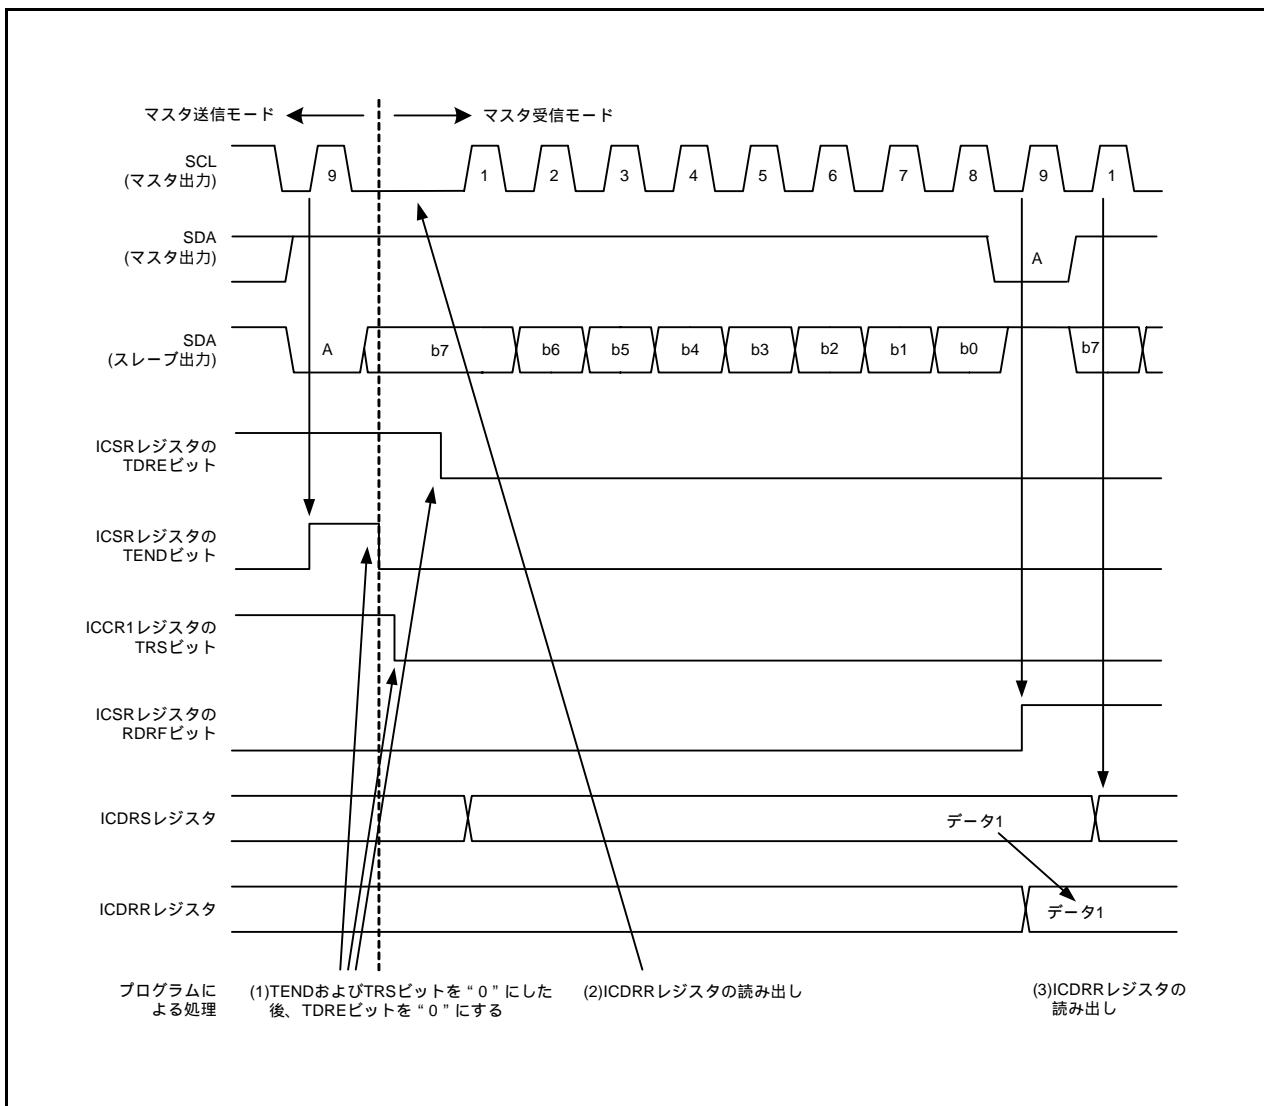 マスタ送信モード
マスタ受信モード
SCL
(マスタ出力)
9
1
2
3
4
5
6
7
8
9
1
SDA
(マスタ出力)
A
SDA
(スレーブ出力)
A
b7
b6
b5
b4
b3
b2
b1
b0
b7
ICSRレジスタの
TDREビット
ICSRレジスタの
TENDビット
ICCR1レジスタの
TRSビット
ICSRレジスタの
RDRFビット
ICDRSレジスタ
データ1
ICDRRレジスタ
データ1
プログラムに
よる処理
(1)TENDおよびTRSビットを“0”にした
後、TDREビットを“0”にする
(2)ICDRRレジスタの読み出し
(3)ICDRRレジスタの
読み出し